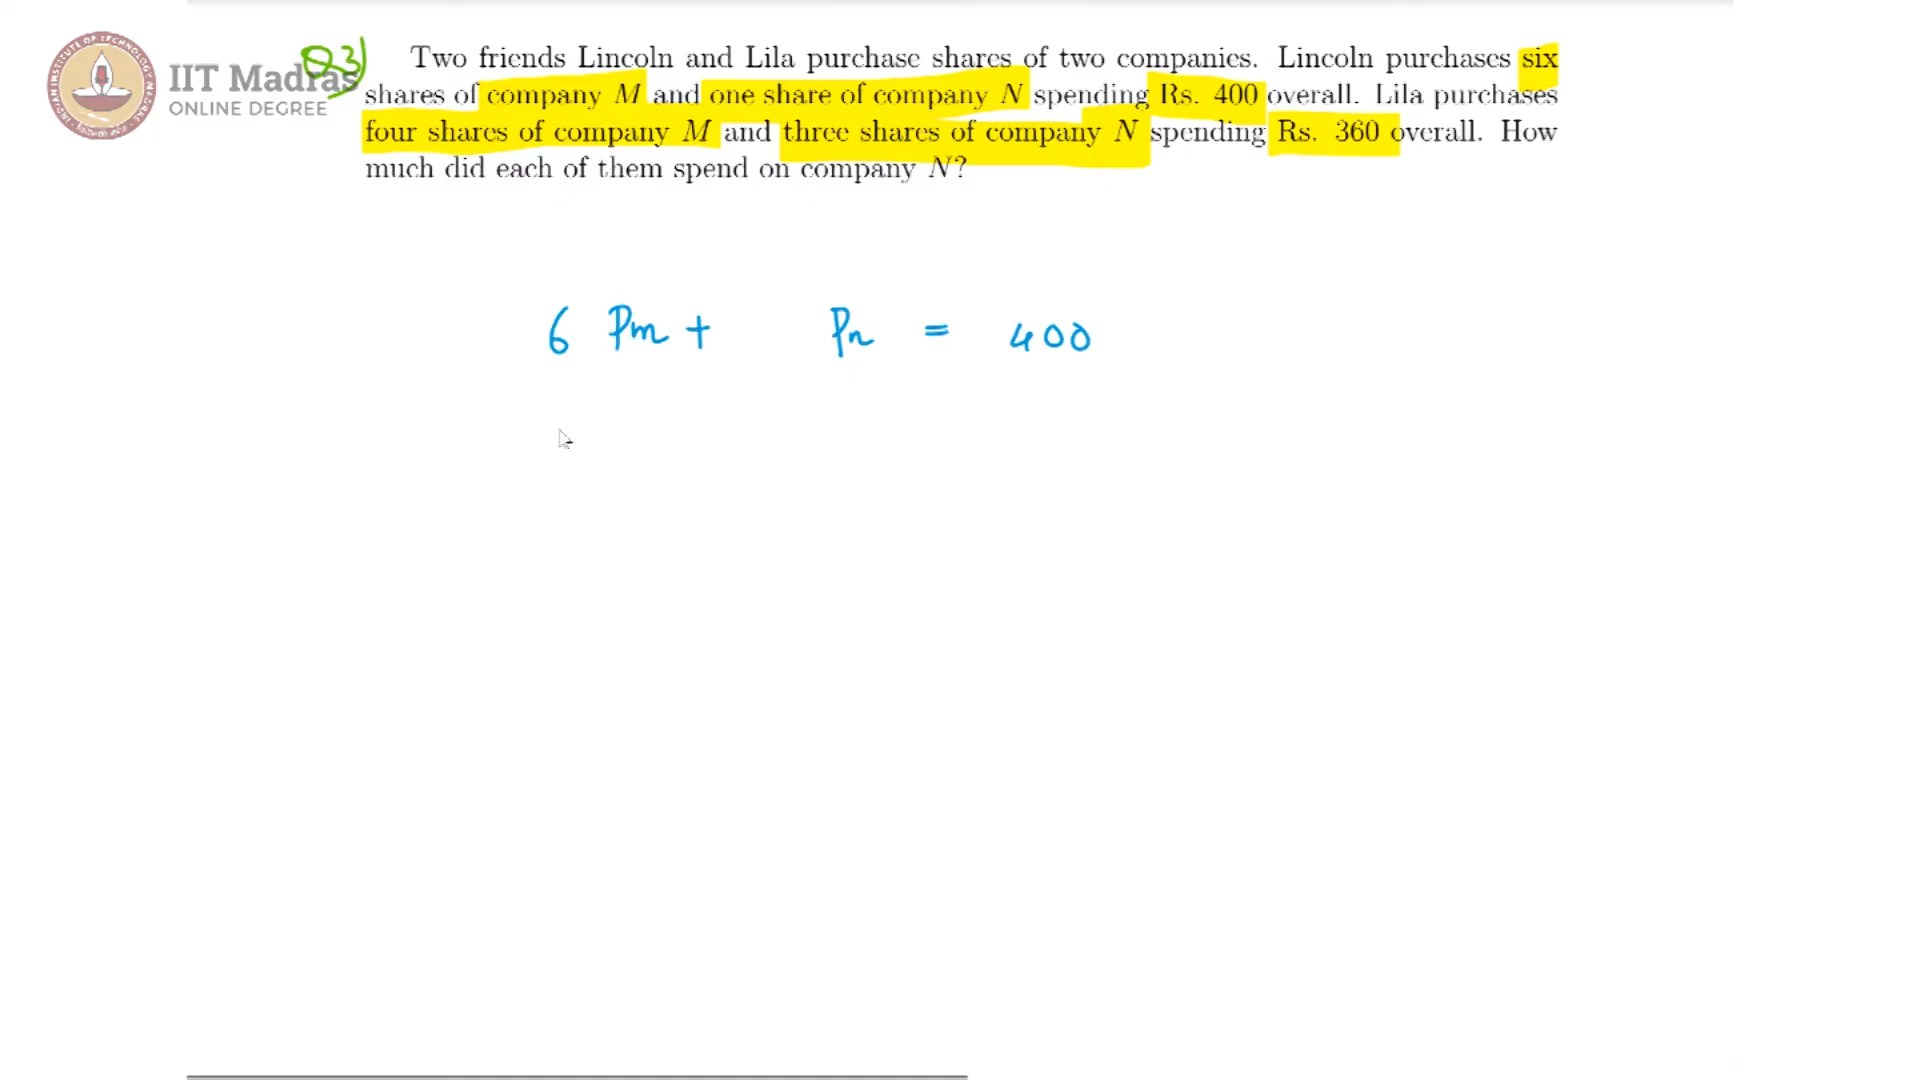 IIT Madras
ONLINE DEGREE
Q3)
Two friends Lincoln and Lila purchase shares of two companies. Lincoln purchases six
shares of company M and one share of company N spending Rs. 400 overall. Lila purchases
four shares of company M and three shares of company N spending Rs. 360 overall. How
much did each of them spend on company N?
6 Pm + Pn = 400